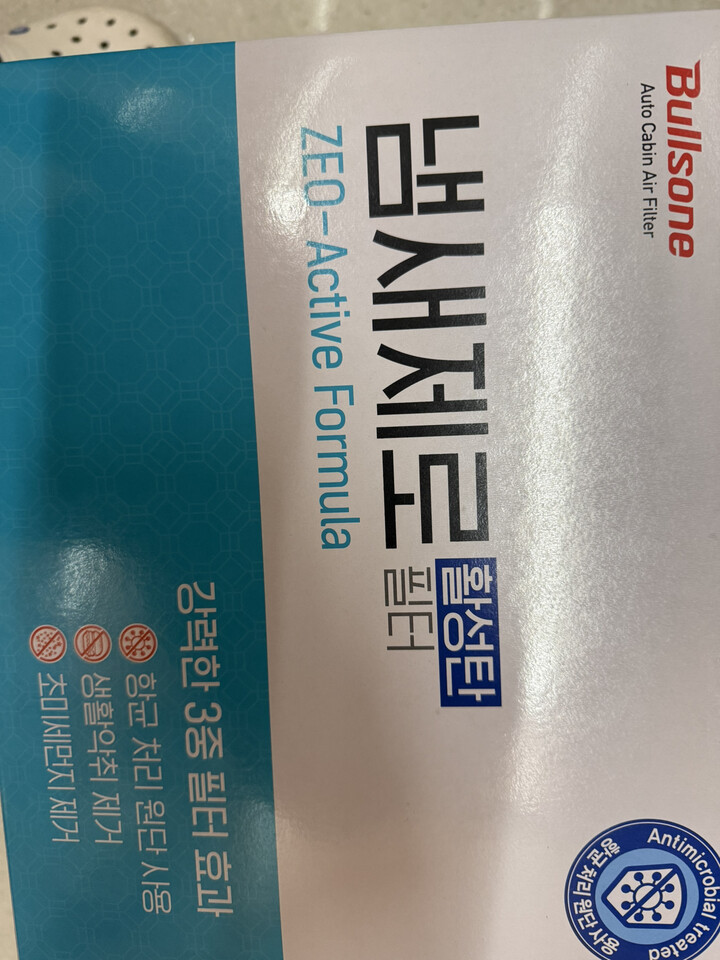 Bullsone
Auto Cabin Air Filter
냄새제로
활성탄
필터
ZEO-Active Formula
강력한 3중 필터 효과
항균 처리 원단 사용
생활악취 제거
초미세먼지 제거
Antimicrobial treated
항균처리원단 사용